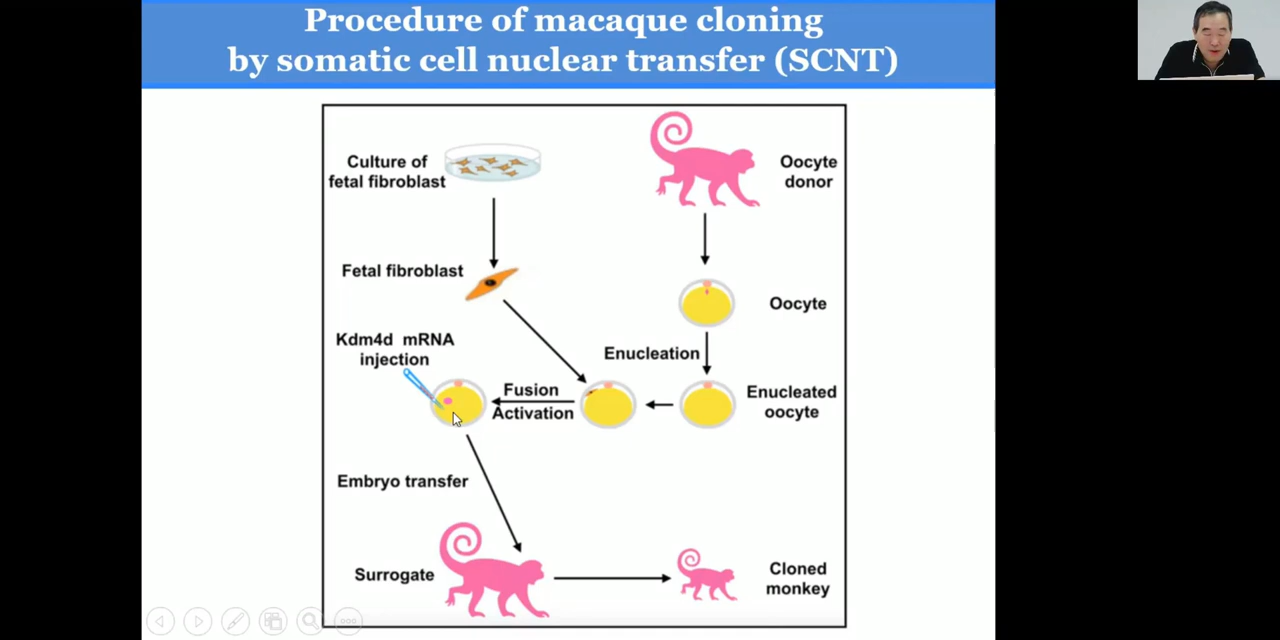 Procedure of macaque cloning
by somatic cell nuclear transfer (SCNT)
Culture of
fetal fibroblast
Oocyte
donor
Fetal fibroblast
Oocyte
Kdm4d mRNA
injection
Enucleation
Fusion
Activation
Enucleated
oocyte
Embryo transfer
Surrogate
Cloned
monkey